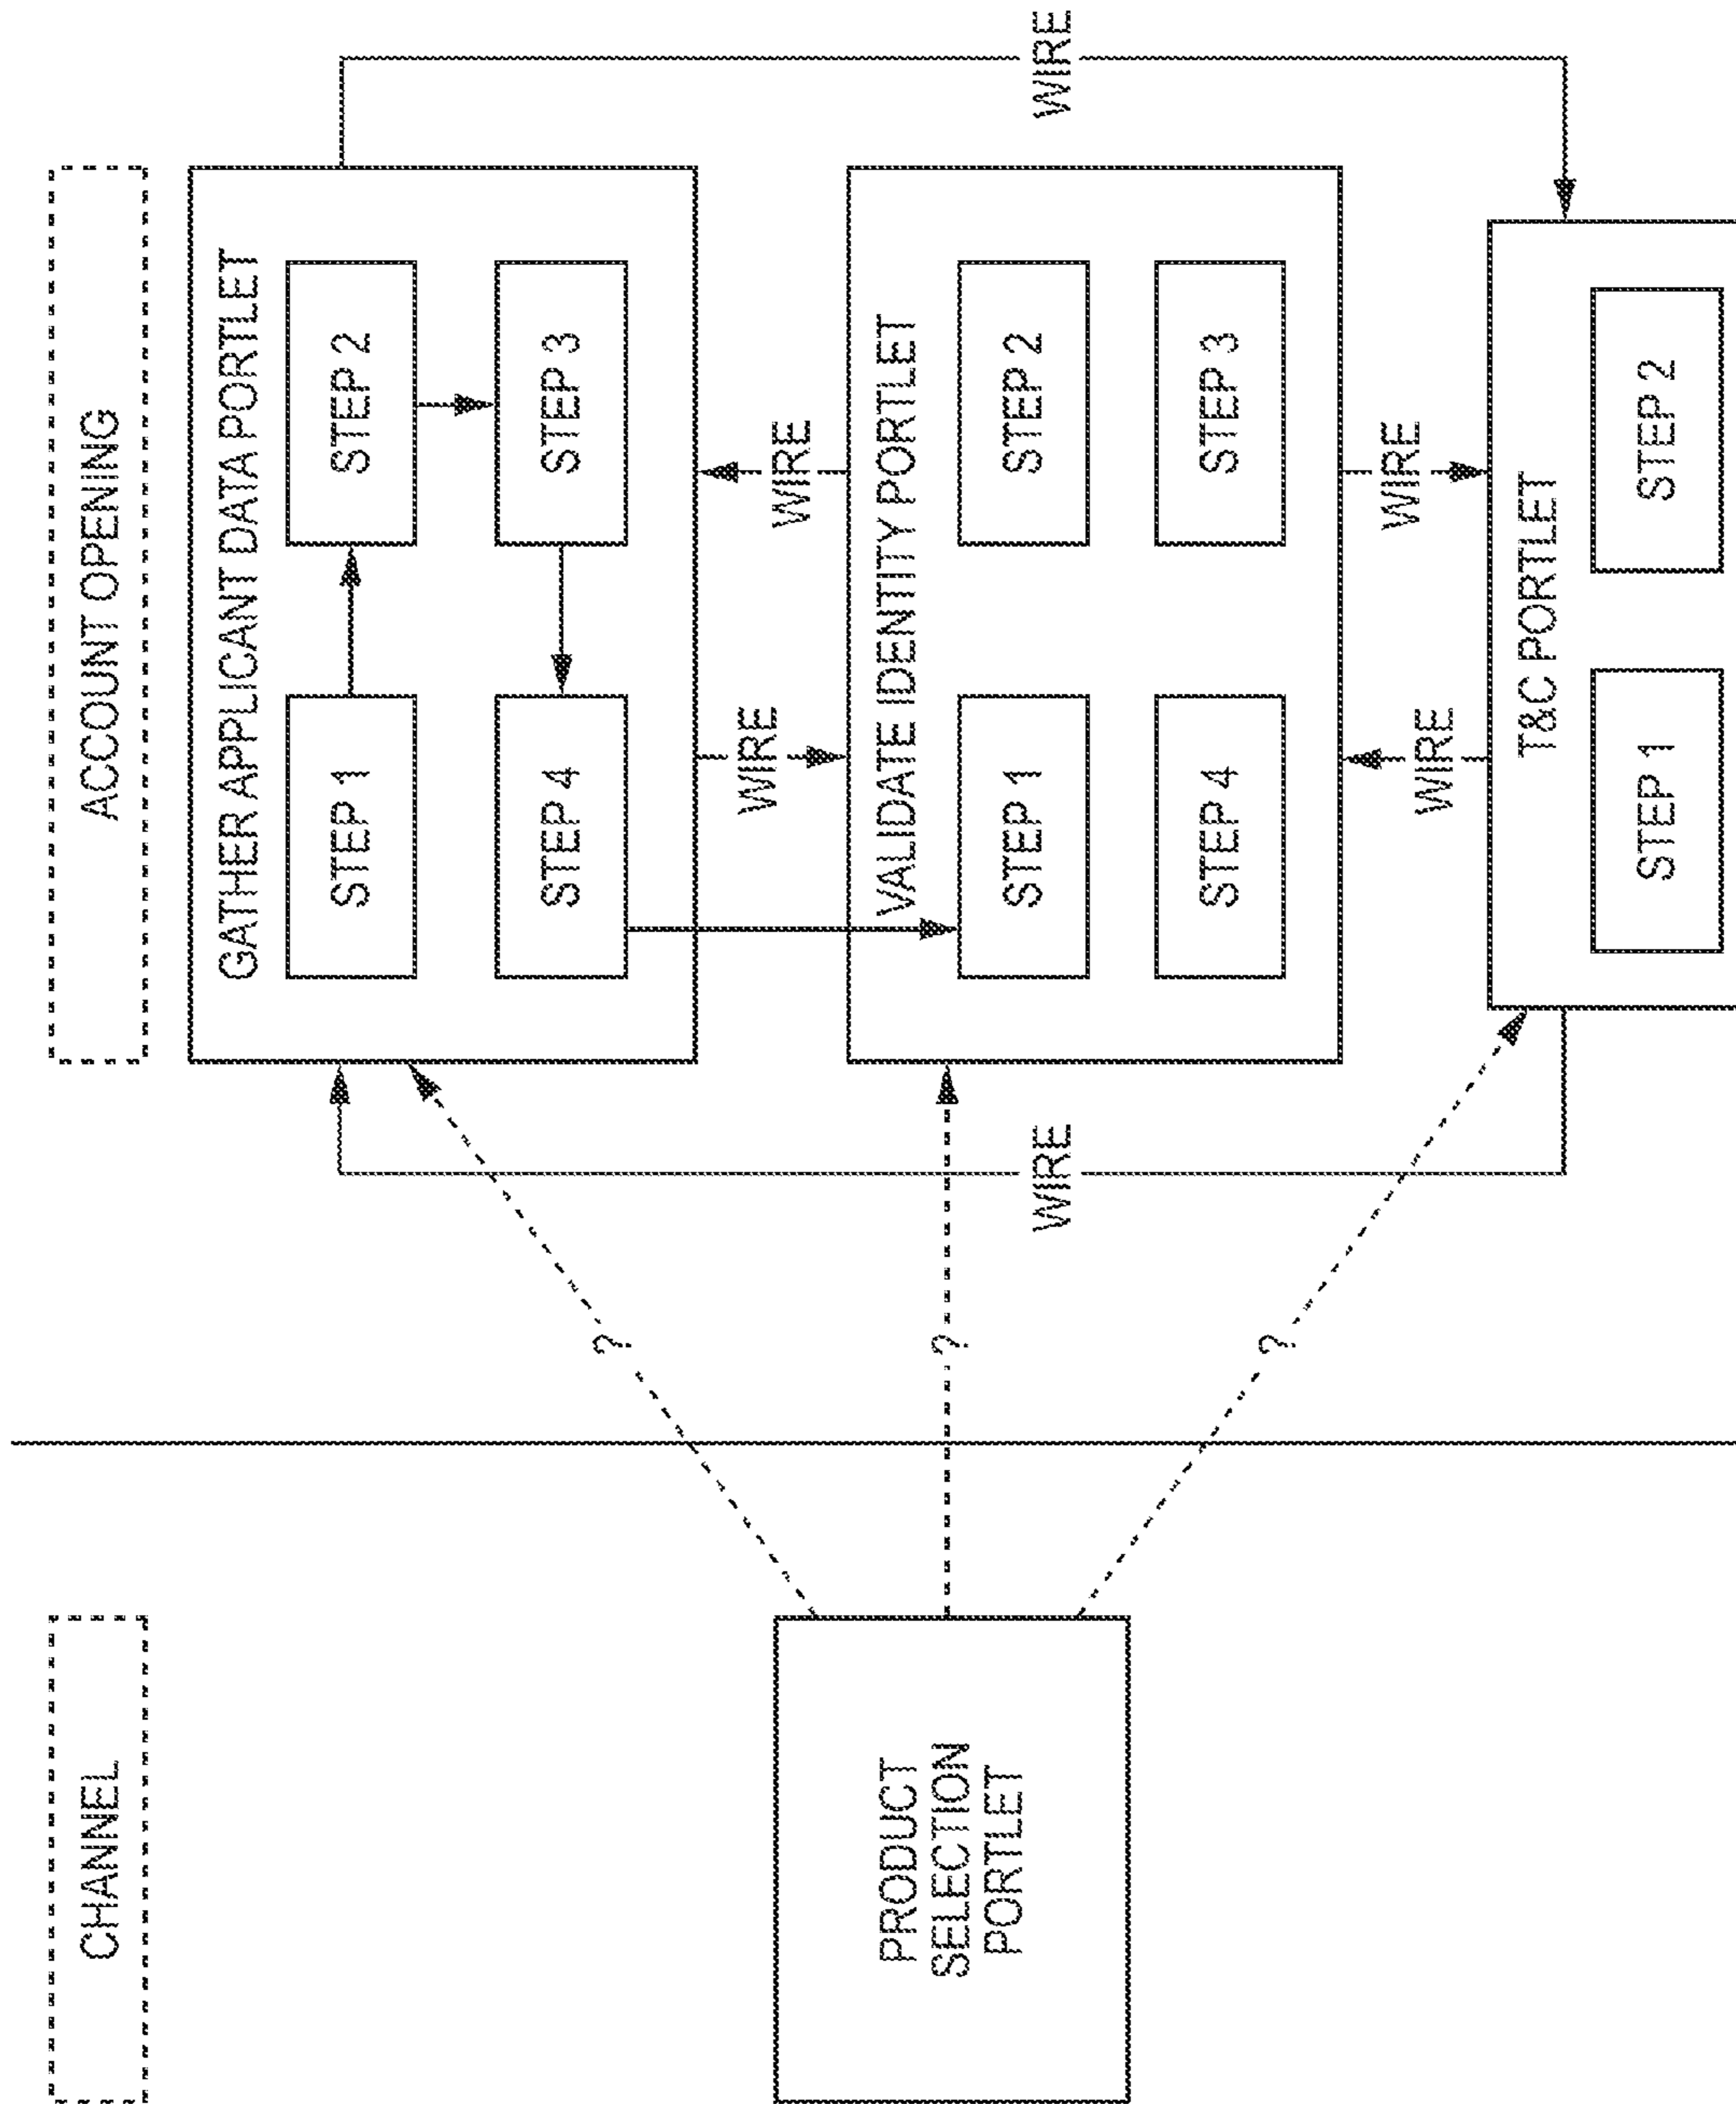 CHANNEL
ACCOUNT OPENING
GATHER APPLICANT DATA PORTLET
STEP 1
STEP 2
STEP 4
STEP 3
?
WIRE
WIRE
PRODUCT
SELECTION
PORTLET
?
VALIDATE IDENTITY PORTLET
STEP 1
STEP 2
WIRE
WIRE
STEP 4
STEP 3
?
WIRE
WIRE
T&C PORTLET
STEP 1
STEP 2